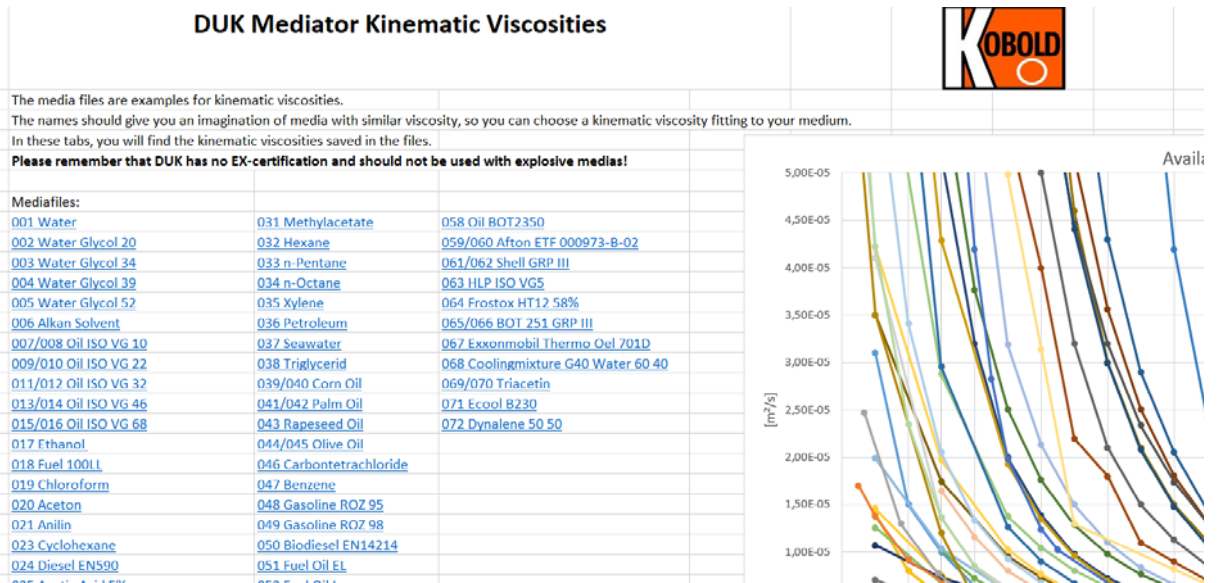 DUK Mediator Kinematic Viscosities
KOBOLD
The media files are examples for kinematic viscosities.
The names should give you an imagination of media with similar viscosity, so you can choose a kinematic viscosity fitting to your medium.
In these tabs, you will find the kinematic viscosities saved in the files.
Please remember that DUK has no EX-certification and should not be used with explosive medias!
Mediafiles:
001 Water 031 Methylacetate 058 Oil BOT2350
002 Water Glycol 20 032 Hexane 059/060 Afton ETF 000973-B-02
003 Water Glycol 34 033 n-Pentane 061/062 Shell GRP III
004 Water Glycol 39 034 n-Octane 063 HLP ISO VG5
005 Water Glycol 52 035 Xylene 064 Frostox HT12 58%
006 Alkan Solvent 036 Petroleum 065/066 BOT 251 GRP III
007/008 Oil ISO VG 10 037 Seawater 067 Exxonmobil Thermo Oel 701D
009/010 Oil ISO VG 22 038 Triglycerid 068 Coolingmixture G40 Water 60 40
011/012 Oil ISO VG 32 039/040 Corn Oil 069/070 Triacetin
013/014 Oil ISO VG 46 041/042 Palm Oil 071 Ecool B230
015/016 Oil ISO VG 68 043 Rapeseed Oil 072 Dynalene 50 50
017 Ethanol 044/045 Olive Oil
018 Fuel 100LL 046 Carbontetrachloride
019 Chloroform 047 Benzene
020 Aceton 048 Gasoline ROZ 95
021 Anilin 049 Gasoline ROZ 98
023 Cyclohexane 050 Biodiesel EN14214
024 Diesel EN590 051 Fuel Oil EL
Availa
5,00E-05
4,50E-05
4,00E-05
3,50E-05
3,00E-05
2,50E-05
2,00E-05
1,50E-05
1,00E-05
[m²/s]